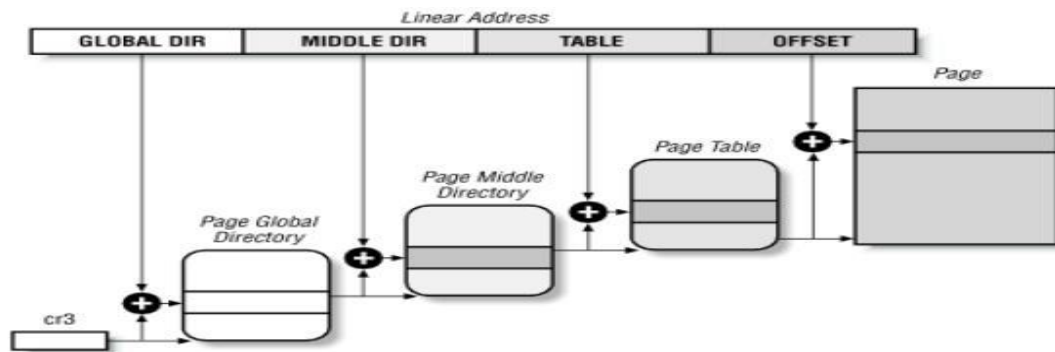 Linear Address
GLOBAL DIR MIDDLE DIR TABLE OFFSET
Page
Page Table
Page Middle
Directory
Page Global
Directory
cr3